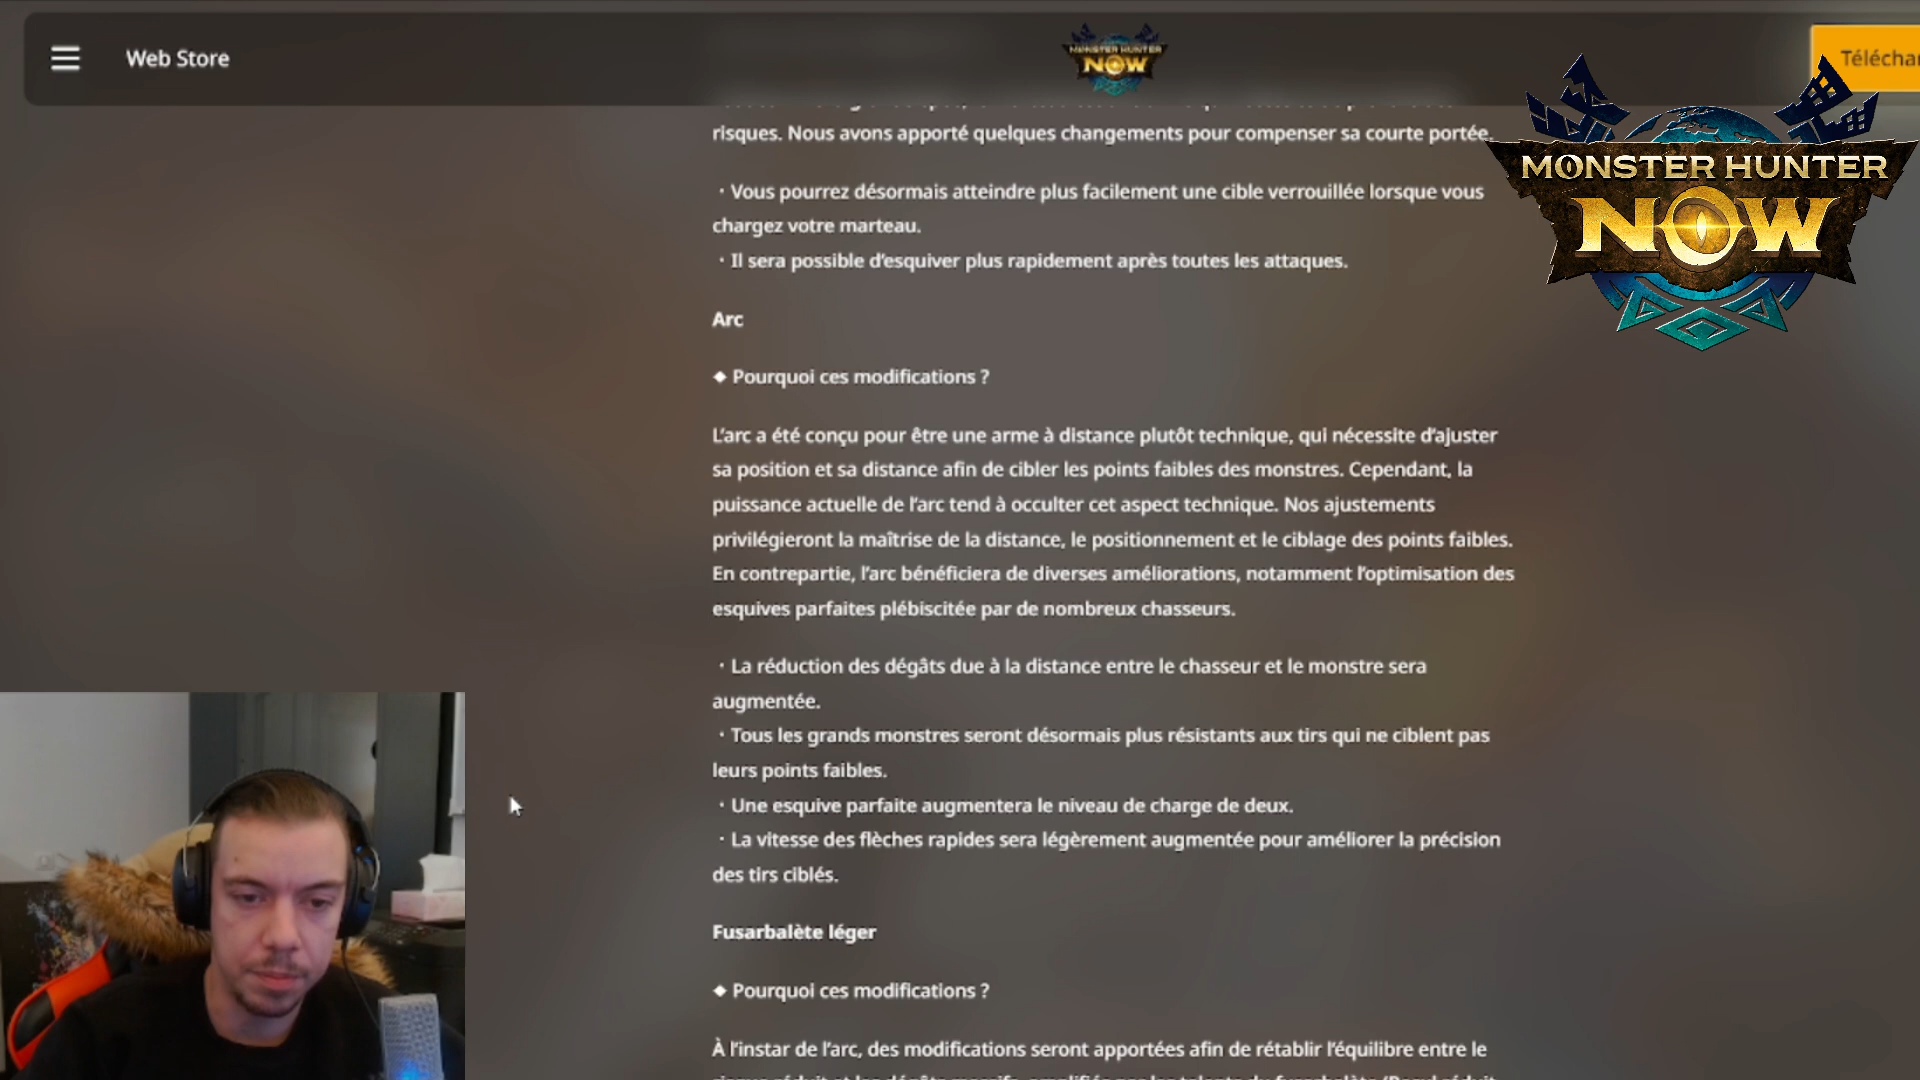 Web Store
MONSTER HUNTER
NOW
risques. Nous avons apporté quelques changements pour compenser sa courte portée.
・Vous pourrez désormais atteindre plus facilement une cible verrouillée lorsque vous
chargez votre marteau.
・Il sera possible d'esquiver plus rapidement après toutes les attaques.
Arc
◆ Pourquoi ces modifications ?
L'arc a été conçu pour être une arme à distance plutôt technique, qui nécessite d'ajuster
sa position et sa distance afin de cibler les points faibles des monstres. Cependant, la
puissance actuelle de l'arc tend à occulter cet aspect technique. Nos ajustements
privilégieront la maîtrise de la distance, le positionnement et le ciblage des points faibles.
En contrepartie, l'arc bénéficiera de diverses améliorations, notamment l'optimisation des
esquives parfaites plébiscitée par de nombreux chasseurs.
・La réduction des dégâts due à la distance entre le chasseur et le monstre sera
augmentée.
・Tous les grands monstres seront désormais plus résistants aux tirs qui ne ciblent pas
leurs points faibles.
・Une esquive parfaite augmentera le niveau de charge de deux.
・La vitesse des flèches rapides sera légèrement augmentée pour améliorer la précision
des tirs ciblés.
Fusarbalète léger
◆ Pourquoi ces modifications ?
À l'instar de l'arc, des modifications seront apportées afin de rétablir l'équilibre entre le
Téléchar
MONSTER HUNTER
NOW